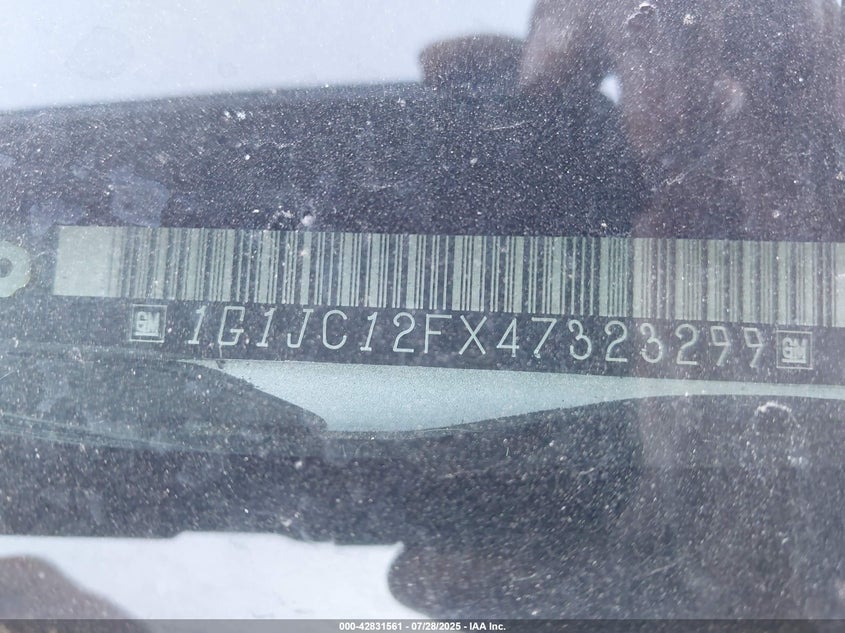 GM 1G1JC12FX47323299 GM
000-42831561 | 07/28/2025 - IAA Inc.